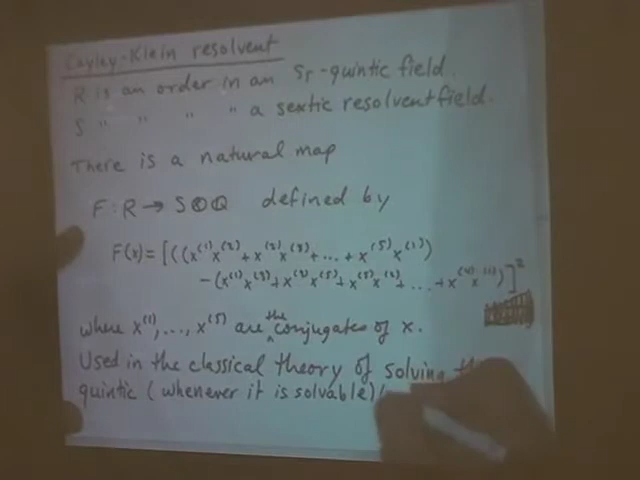 Cayley-Klein resolvent
R is an order in an S₅-quintic field.
S " " " " a sextic resolvent field.
There is a natural map
F: R → S⊗Q defined by
F(x) = [((x⁽¹⁾x⁽²⁾ + x⁽²⁾x⁽³⁾ + ... + x⁽⁵⁾x⁽¹⁾)
-(x⁽¹⁾x⁽³⁾ + x⁽³⁾x⁽⁵⁾ + x⁽⁵⁾x⁽²⁾ + ... + x⁽⁴⁾x⁽¹⁾)]²
where x⁽¹⁾, ..., x⁽⁵⁾ are the conjugates of x.
Used in the classical theory of solving
quintic (whenever it is solvable)